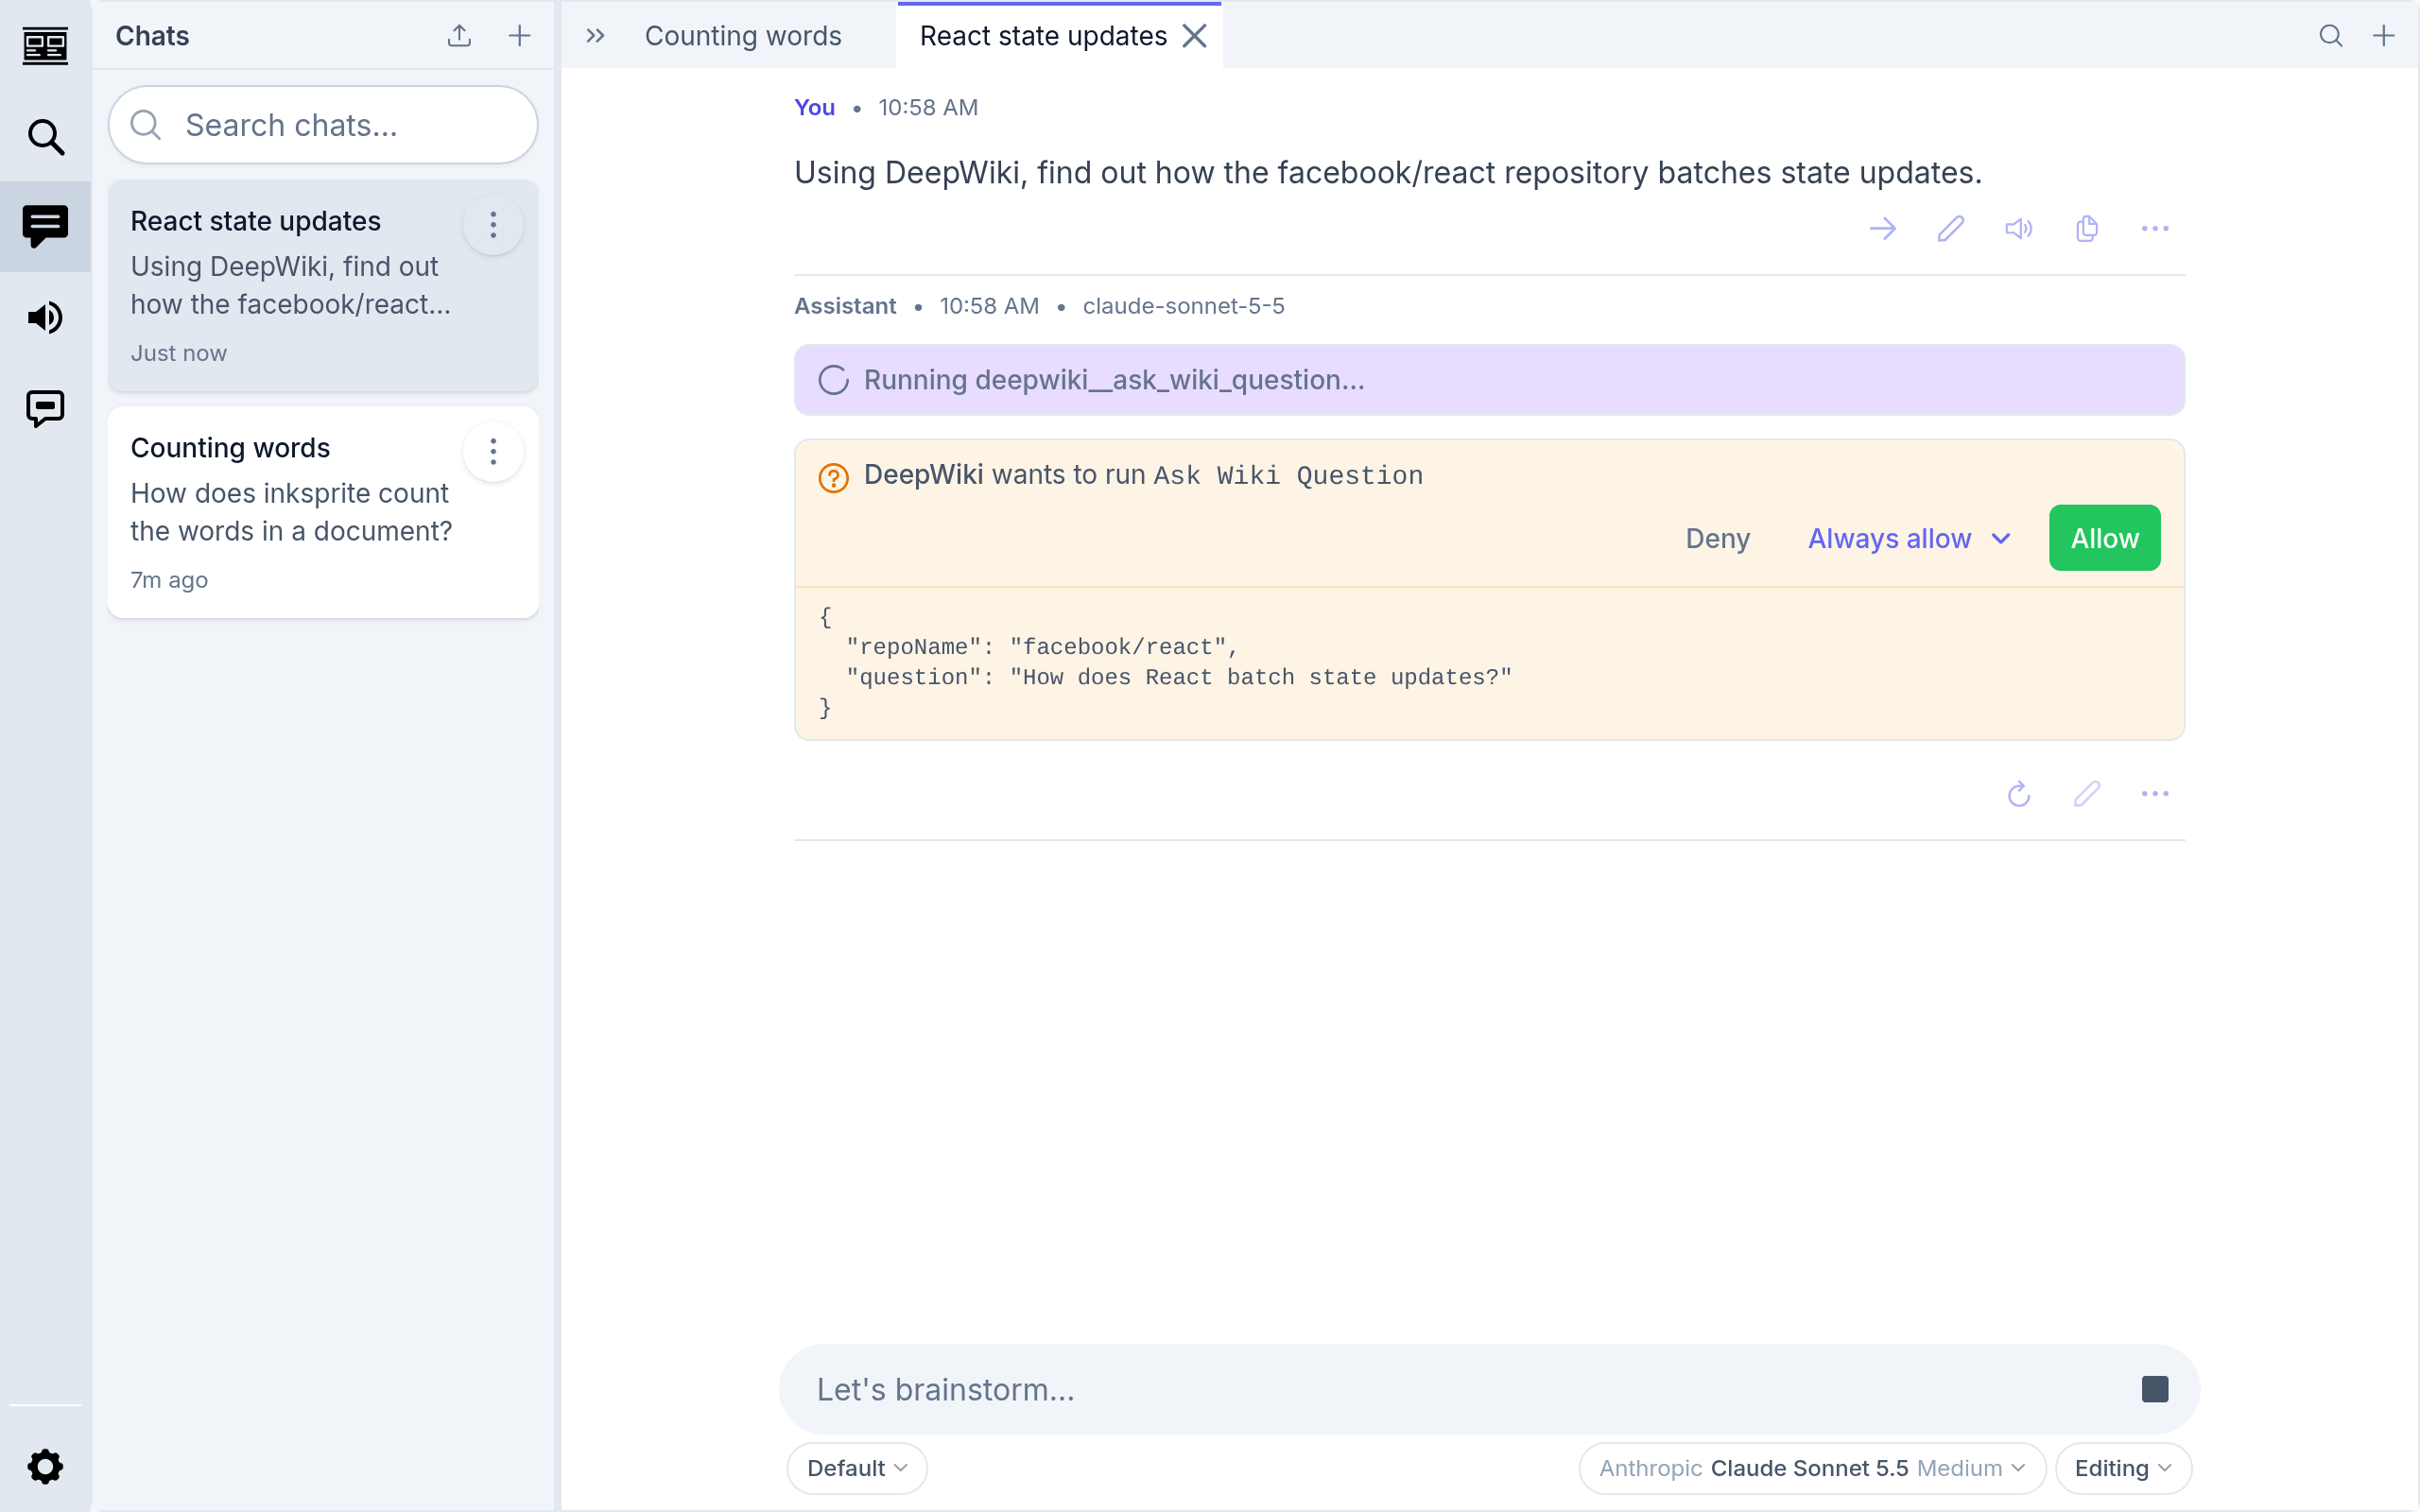 Chats
Search chats...
React state updates
Using DeepWiki, find out
how the facebook/react...
Just now
Counting words
How does inksprite count
the words in a document?
7m ago
Counting words
React state updates
You • 10:58 AM
Using DeepWiki, find out how the facebook/react repository batches state updates.
Assistant • 10:58 AM • claude-sonnet-5-5
Running deepwiki__ask_wiki_question...
DeepWiki wants to run Ask Wiki Question
Deny
Always allow
Allow
{
  "repoName": "facebook/react",
  "question": "How does React batch state updates?"
}
Let's brainstorm...
Default
Anthropic Claude Sonnet 5.5 Medium
Editing